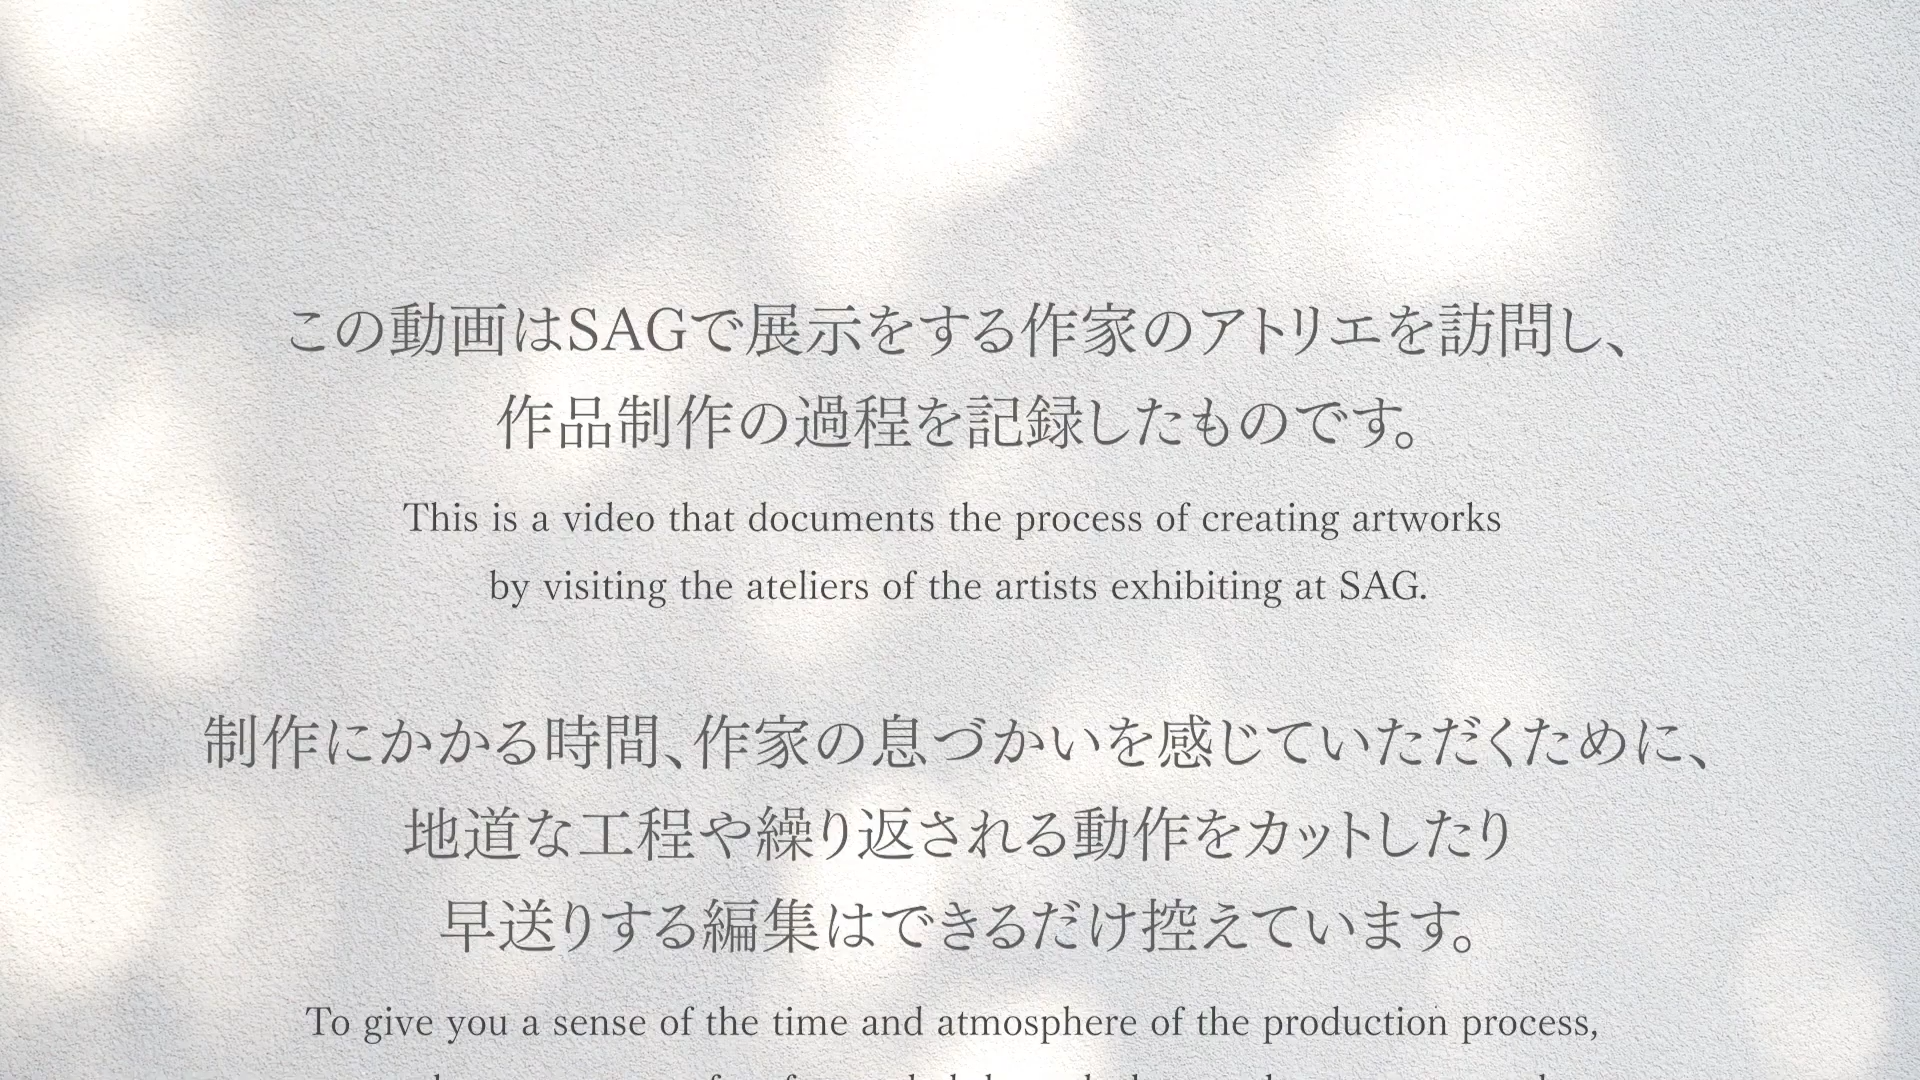 この動画はSAGで展示をする作家のアトリエを訪問し、
作品制作の過程を記録したものです。
This is a video that documents the process of creating artworks
by visiting the ateliers of the artists exhibiting at SAG.
制作にかかる時間、作家の息づかいを感じていただくために、
地道な工程や繰り返される動作をカットしたり
早送りする編集はできるだけ控えています。
To give you a sense of the time and atmosphere of the production process,